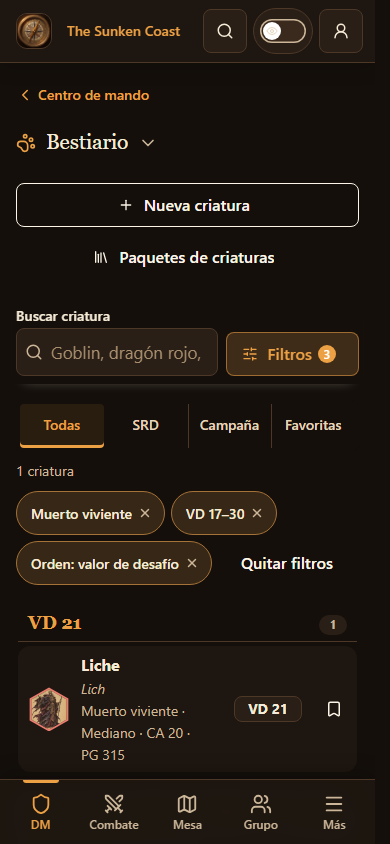 The Sunken Coast
Centro de mando
Bestiario
Nueva criatura
Paquetes de criaturas
Buscar criatura
Goblin, dragón rojo,
Filtros 3
Todas
SRD
Campaña
Favoritas
1 criatura
Muerto viviente ×
VD 17–30 ×
Orden: valor de desafío ×
Quitar filtros
VD 21
1
Liche
Lich
Muerto viviente ·
Mediano · CA 20 ·
PG 315
VD 21
DM
Combate
Mesa
Grupo
Más